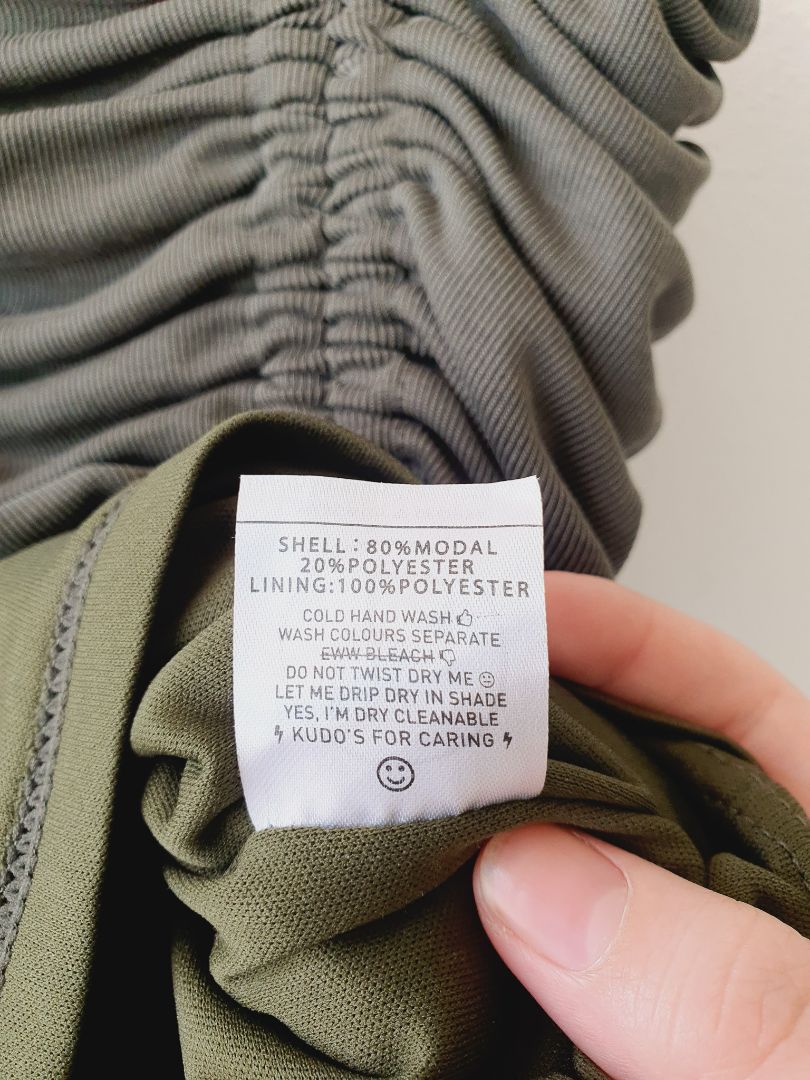 SHELL: 80%MODAL
20%POLYESTER
LINING:100%POLYESTER
COLD HAND WASH
WASH COLOURS SEPARATE
EWW BLEACH
DO NOT TWIST DRY ME
LET ME DRIP DRY IN SHADE
YES, I'M DRY CLEANABLE
KUDO'S FOR CARING